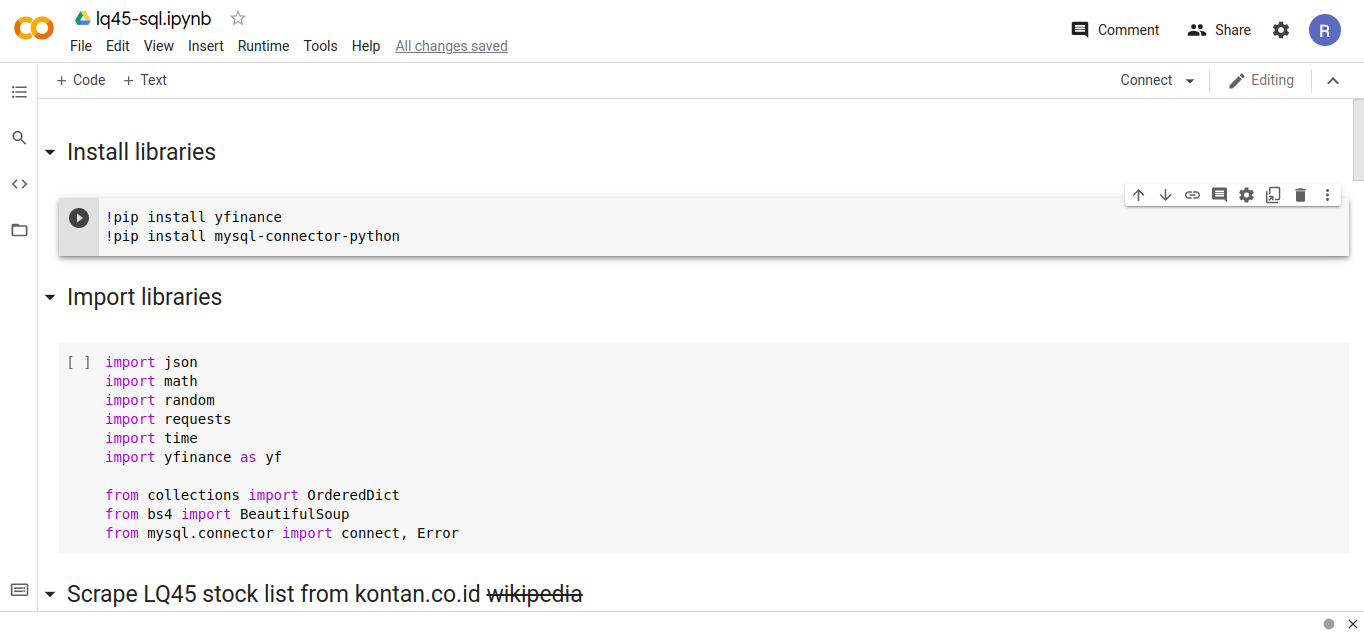 lq45-sql.ipynb
File Edit View Insert Runtime Tools Help All changes saved
Comment Share R
+ Code + Text
Connect Editing
Install libraries
!pip install yfinance
!pip install mysql-connector-python
Import libraries
[ ] import json
import math
import random
import requests
import time
import yfinance as yf
from collections import OrderedDict
from bs4 import BeautifulSoup
from mysql.connector import connect, Error
Scrape LQ45 stock list from kontan.co.id wikipedia